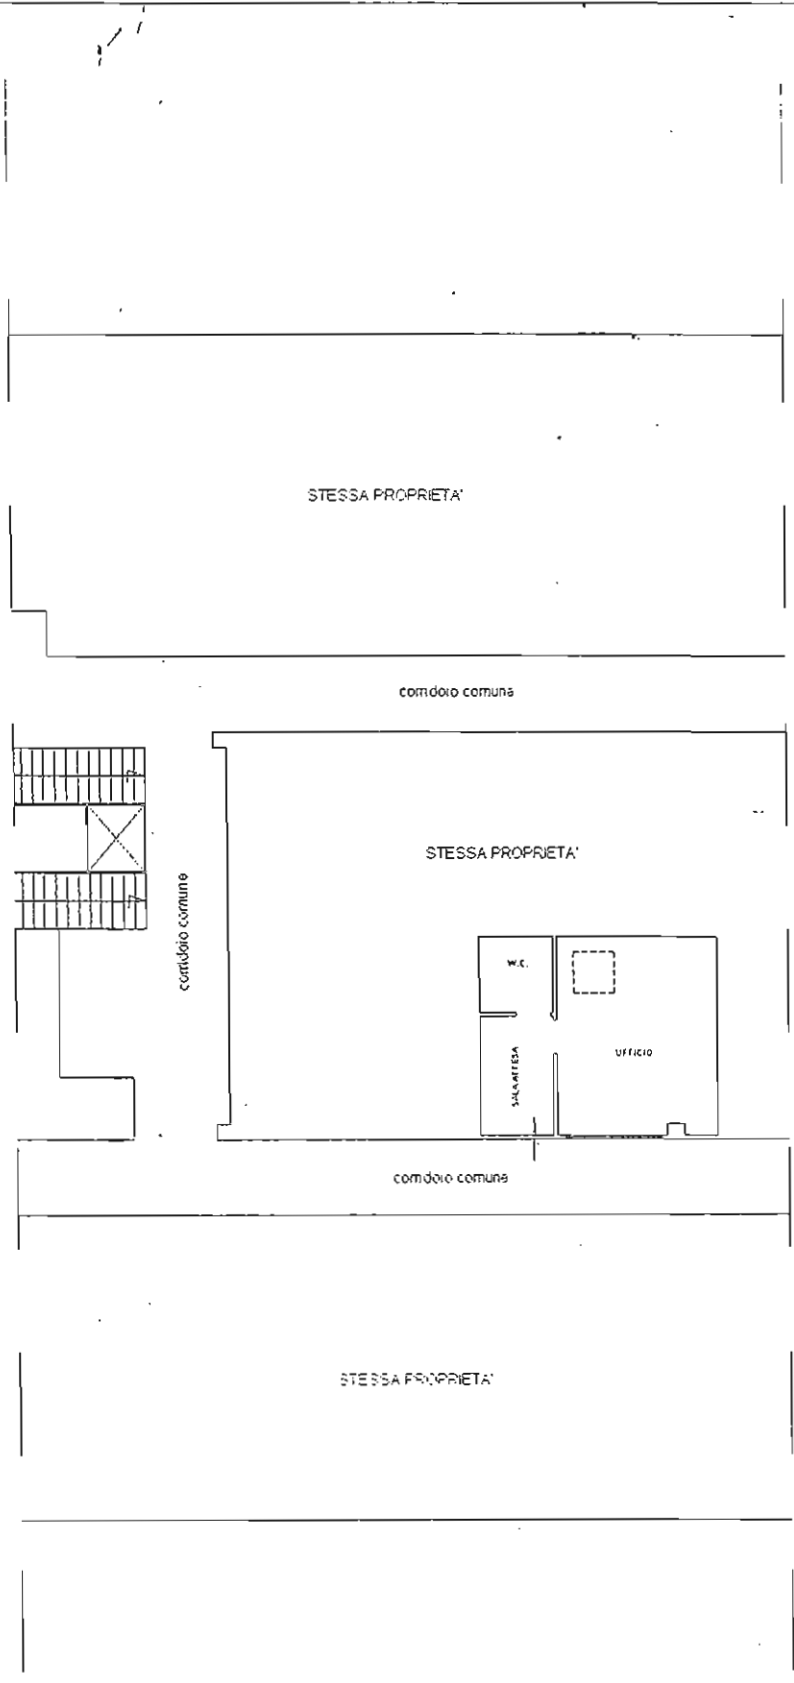 STESSA PROPRIETA'
corridoio comune
STESSA PROPRIETA'
corridoio comune
W.C.
UFFICIO
SALA ATTESA
corridoio comune
STESSA PROPRIETA'